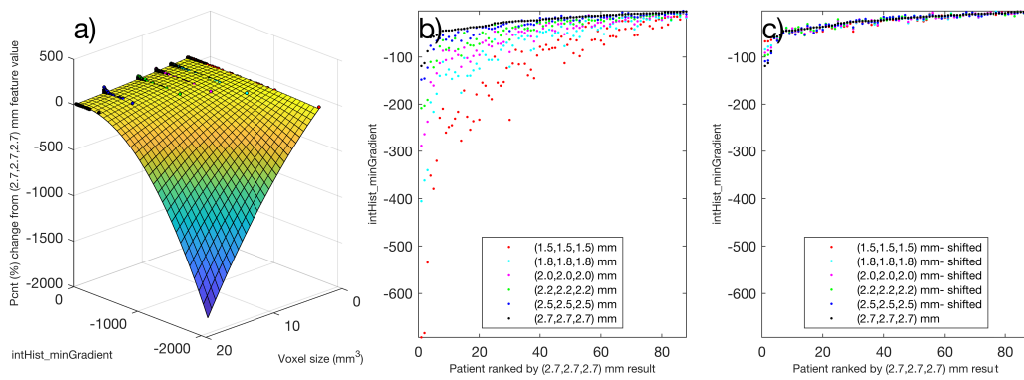 a)
Pcnt (%) change from (2.7,2.7,2.7) mm feature value
500
0
-500
-1000
-1500
-2000
0
-1000
-2000
intHist_minGradient
20
10
0
Voxel size (mm3)
b)
intHist_minGradient
-100
-200
-300
-400
-500
-600
0
20
40
60
80
Patient ranked by (2.7,2.7,2.7) mm result
(1.5,1.5,1.5) mm
(1.8,1.8,1.8) mm
(2.0,2.0,2.0) mm
(2.2,2.2,2.2) mm
(2.5,2.5,2.5) mm
(2.7,2.7,2.7) mm
c)
intHist_minGradient
-100
-200
-300
-400
-500
-600
0
20
40
60
80
Patient ranked by (2.7,2.7,2.7) mm resu t
(1.5,1.5,1.5) mm- shifted
(1.8,1.8,1.8) mm- shifted
(2.0,2.0,2.0) mm- shifted
(2.2,2.2,2.2) mm- shifted
(2.5,2.5,2.5) mm- shifted
(2.7,2.7,2.7) mm